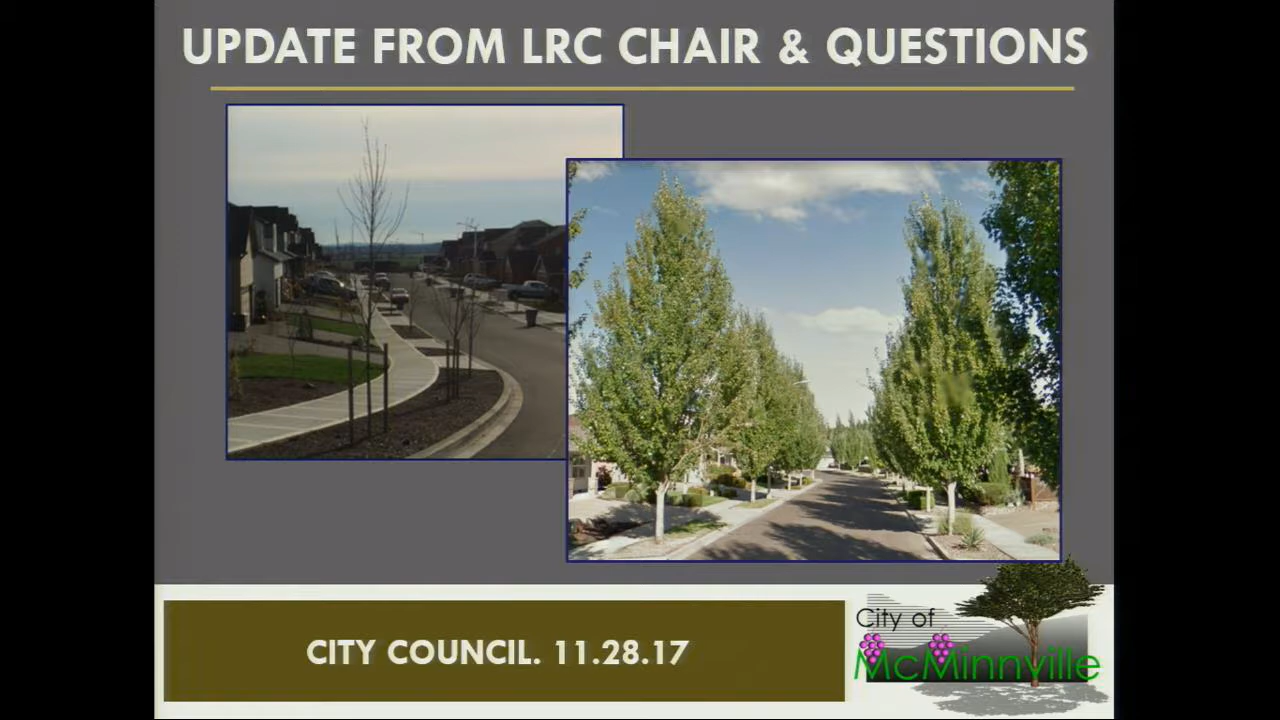 UPDATE FROM LRC CHAIR & QUESTIONS
CITY COUNCIL. 11.28.17
City of
McMinnville